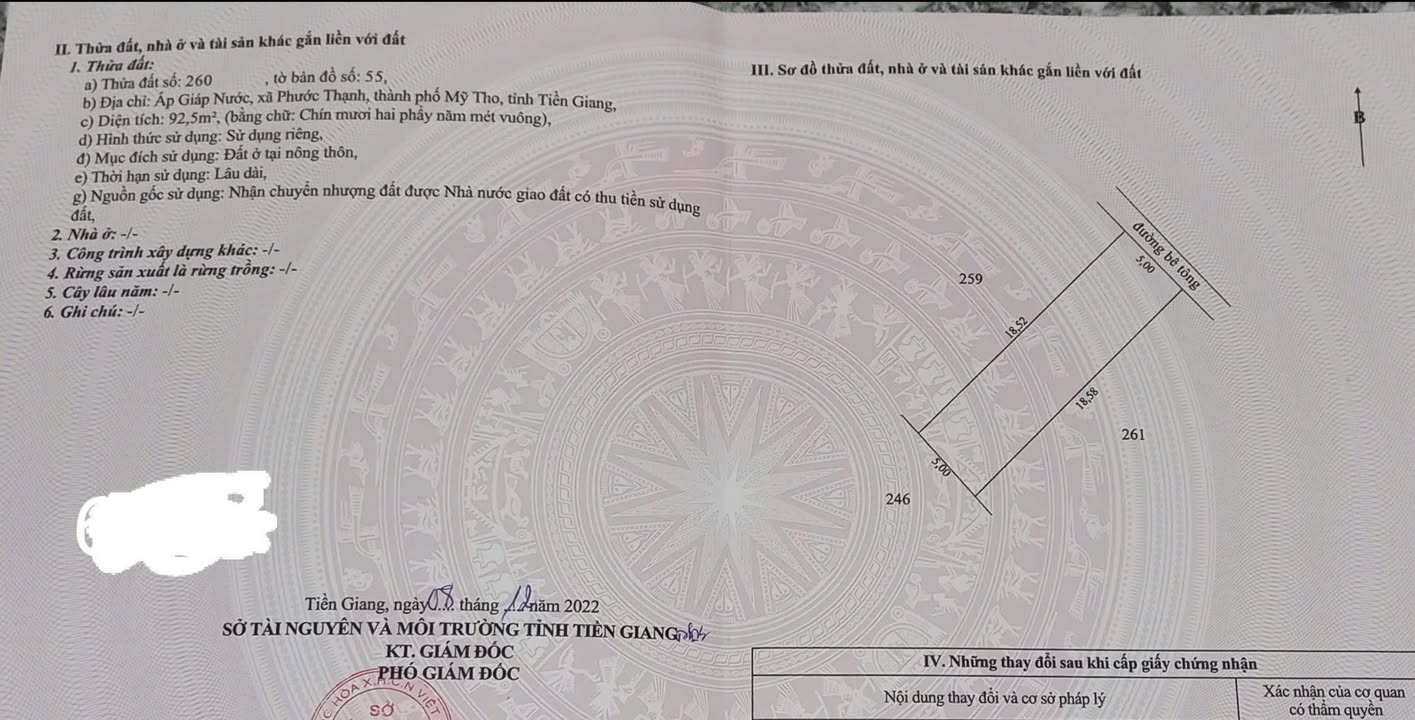 II. Thửa đất, nhà ở và tài sản khác gắn liền với đất
1. Thửa đất:
a) Thửa đất số: 260 , tờ bản đồ số: 55,
b) Địa chỉ: Ấp Giáp Nước, xã Phước Thạnh, thành phố Mỹ Tho, tỉnh Tiền Giang,
c) Diện tích: 92,5m², (bằng chữ: Chín mươi hai phẩy năm mét vuông),
d) Hình thức sử dụng: Sử dụng riêng,
đ) Mục đích sử dụng: Đất ở tại nông thôn,
e) Thời hạn sử dụng: Lâu dài,
g) Nguồn gốc sử dụng: Nhận chuyển nhượng đất được Nhà nước giao đất có thu tiền sử dụng
đất,
2. Nhà ở: -/-
3. Công trình xây dựng khác: -/-
4. Rừng sản xuất là rừng trồng: -/-
5. Cây lâu năm: -/-
6. Ghi chú: -/-
Tiền Giang, ngày 08 tháng 12 năm 2022
SỞ TÀI NGUYÊN VÀ MÔI TRƯỜNG TỈNH TIỀN GIANG
KT. GIÁM ĐỐC
PHÓ GIÁM ĐỐC
HÒA X.H.C.N VIỆT
SỞ
III. Sơ đồ thửa đất, nhà ở và tài sản khác gắn liền với đất
B
đường bê tông
5,00
259
18,52
18,58
261
5,00
246
IV. Những thay đổi sau khi cấp giấy chứng nhận
Nội dung thay đổi và cơ sở pháp lý
Xác nhận của cơ quan
có thẩm quyền